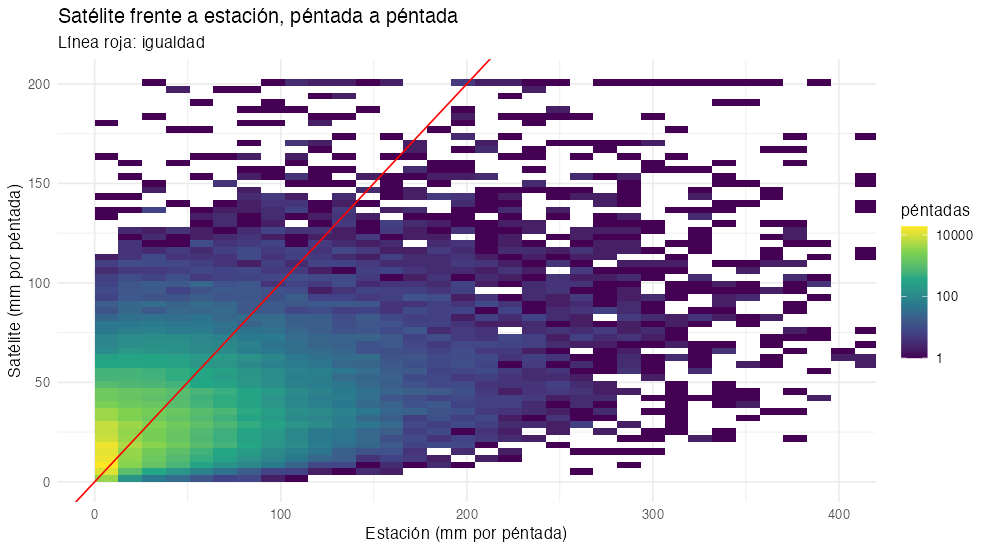 Satélite frente a estación, péntada a péntada
Línea roja: igualdad
Satélite (mm por péntada)
200
150
100
50
0
0 100 200 300 400
Estación (mm por péntada)
péntadas
10000
100
1